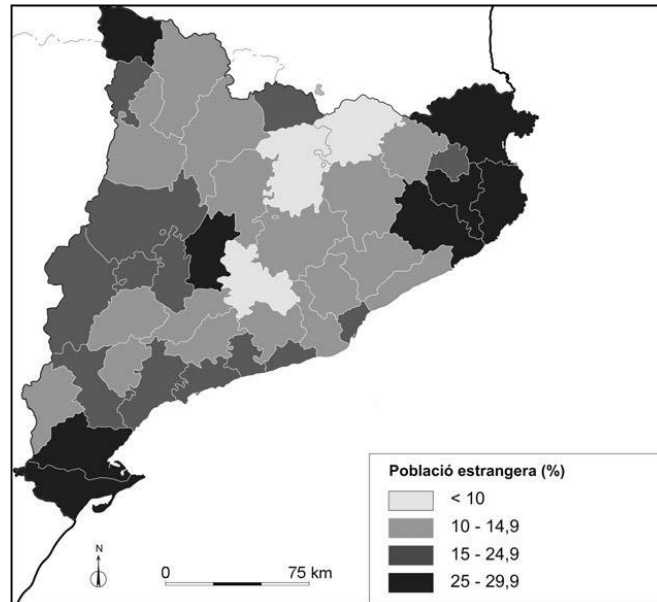 Població estrangera (%)
< 10
10 - 14,9
15 - 24,9
25 - 29,9
N
0 75 km